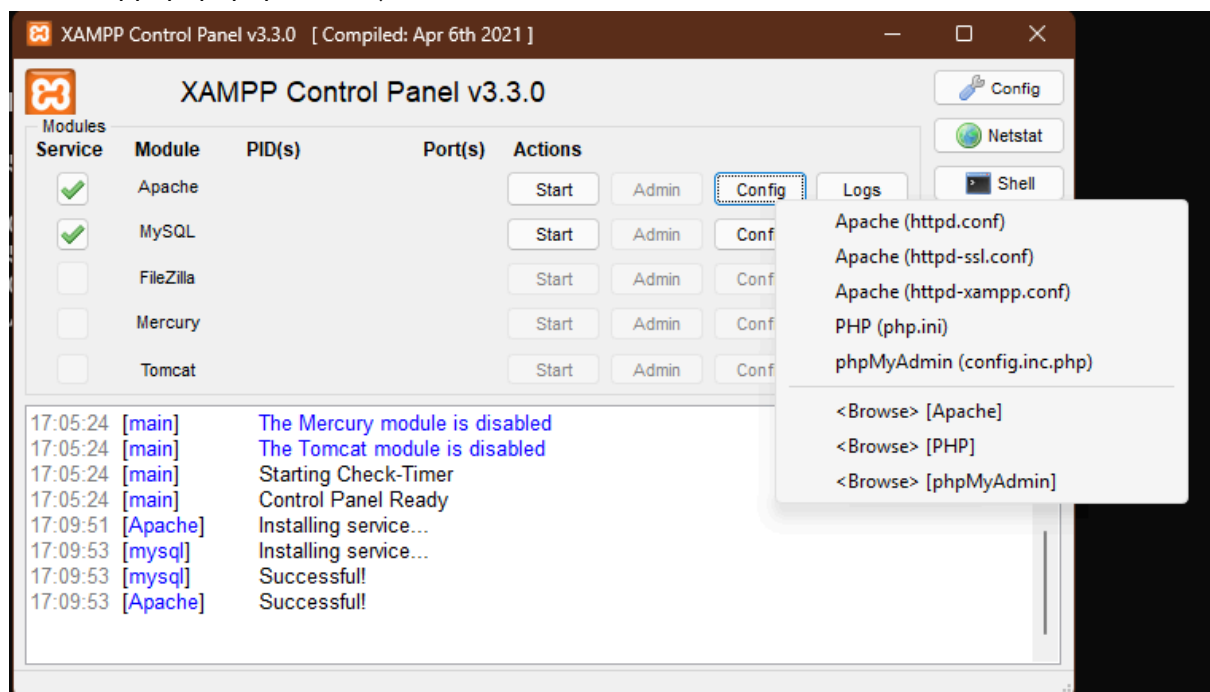 XAMPP Control Panel v3.3.0 [ Compiled: Apr 6th 2021 ]
XAMPP Control Panel v3.3.0
Config
Modules
Service Module PID(s) Port(s) Actions
Netstat
Apache Start Admin Config Logs
Shell
MySQL Start Admin Conf
FileZilla Start Admin Conf
Mercury Start Admin Conf
Tomcat Start Admin Conf
Apache (httpd.conf)
Apache (httpd-ssl.conf)
Apache (httpd-xampp.conf)
PHP (php.ini)
phpMyAdmin (config.inc.php)
<Browse> [Apache]
<Browse> [PHP]
<Browse> [phpMyAdmin]
17:05:24 [main] The Mercury module is disabled
17:05:24 [main] The Tomcat module is disabled
17:05:24 [main] Starting Check-Timer
17:05:24 [main] Control Panel Ready
17:09:51 [Apache] Installing service...
17:09:53 [mysql] Installing service...
17:09:53 [mysql] Successful!
17:09:53 [Apache] Successful!